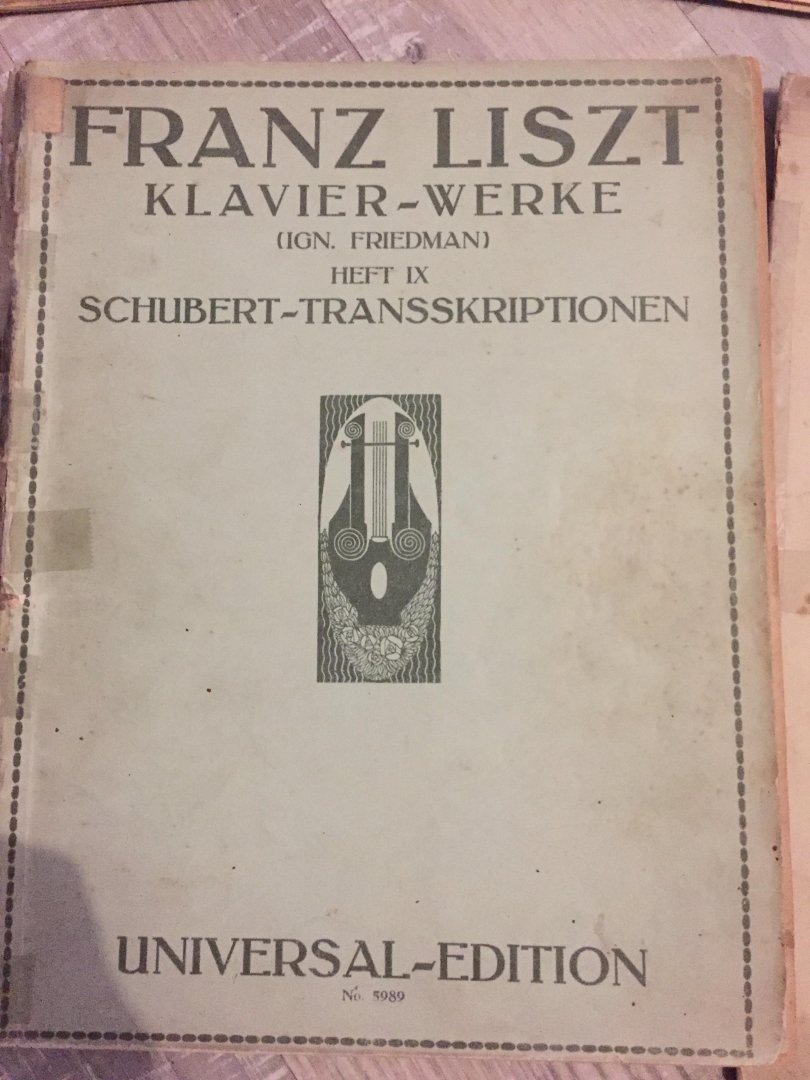 FRANZ LISZT
KLAVIER-WERKE
(IGN. FRIEDMAN)
HEFT IX
SCHUBERT-TRANSSKRIPTIONEN
UNIVERSAL-EDITION
No. 5989